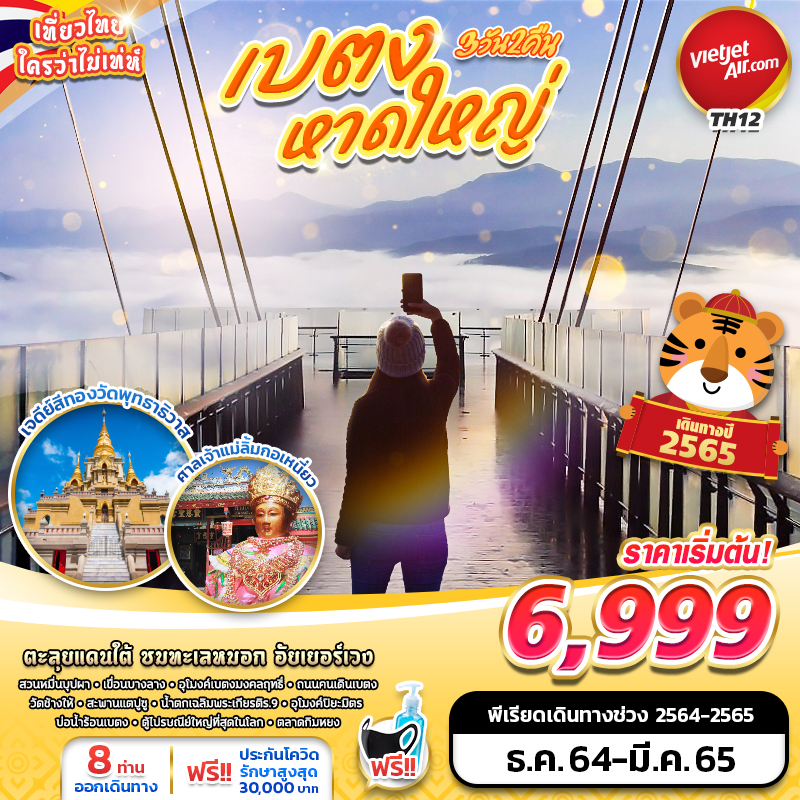 เที่ยวไทย
ใครว่าไม่เท่ห์
เบตง 3วัน2คืน
หาดใหญ่
vietjet
Air.com
TH12
เดินทางปี
2565
เจดีย์สีทองวัดพุทธาธิวาส
ศาลเจ้าแม่ลิ้มกอเหนี่ยว
ราคาเริ่มต้น!
6,999
ตะลุยแดนใต้ ชมทะเลหมอก อัยเยอร์เวง
สวนหมื่นบุปผา • เขื่อนบางลาง • อุโมงค์เบตงมงคลฤทธิ์ • ถนนคนเดินเบตง
วัดช้างให้ • สะพานแตปูซู • น้ำตกเฉลิมพระเกียรติร.9 • อุโมงค์ปิยะมิตร
บ่อน้ำร้อนเบตง • ตู้ไปรษณีย์ใหญ่ที่สุดในโลก • ตลาดกิมหยง
พีเรียดเดินทางช่วง 2564-2565
ธ.ค.64-มี.ค.65
8 ท่าน
ออกเดินทาง
ฟรี!!
ประกันโควิด
รักษาสูงสุด
30,000 บาท
ฟรี!!